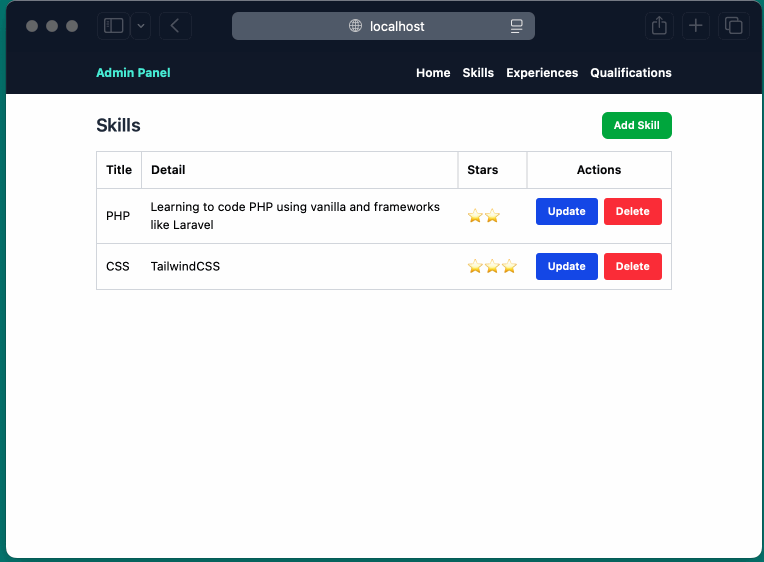 localhost
Admin Panel Home Skills Experiences Qualifications
Skills Add Skill
Title Detail Stars Actions
PHP Learning to code PHP using vanilla and frameworks Update Delete
like Laravel
CSS TailwindCSS Update Delete